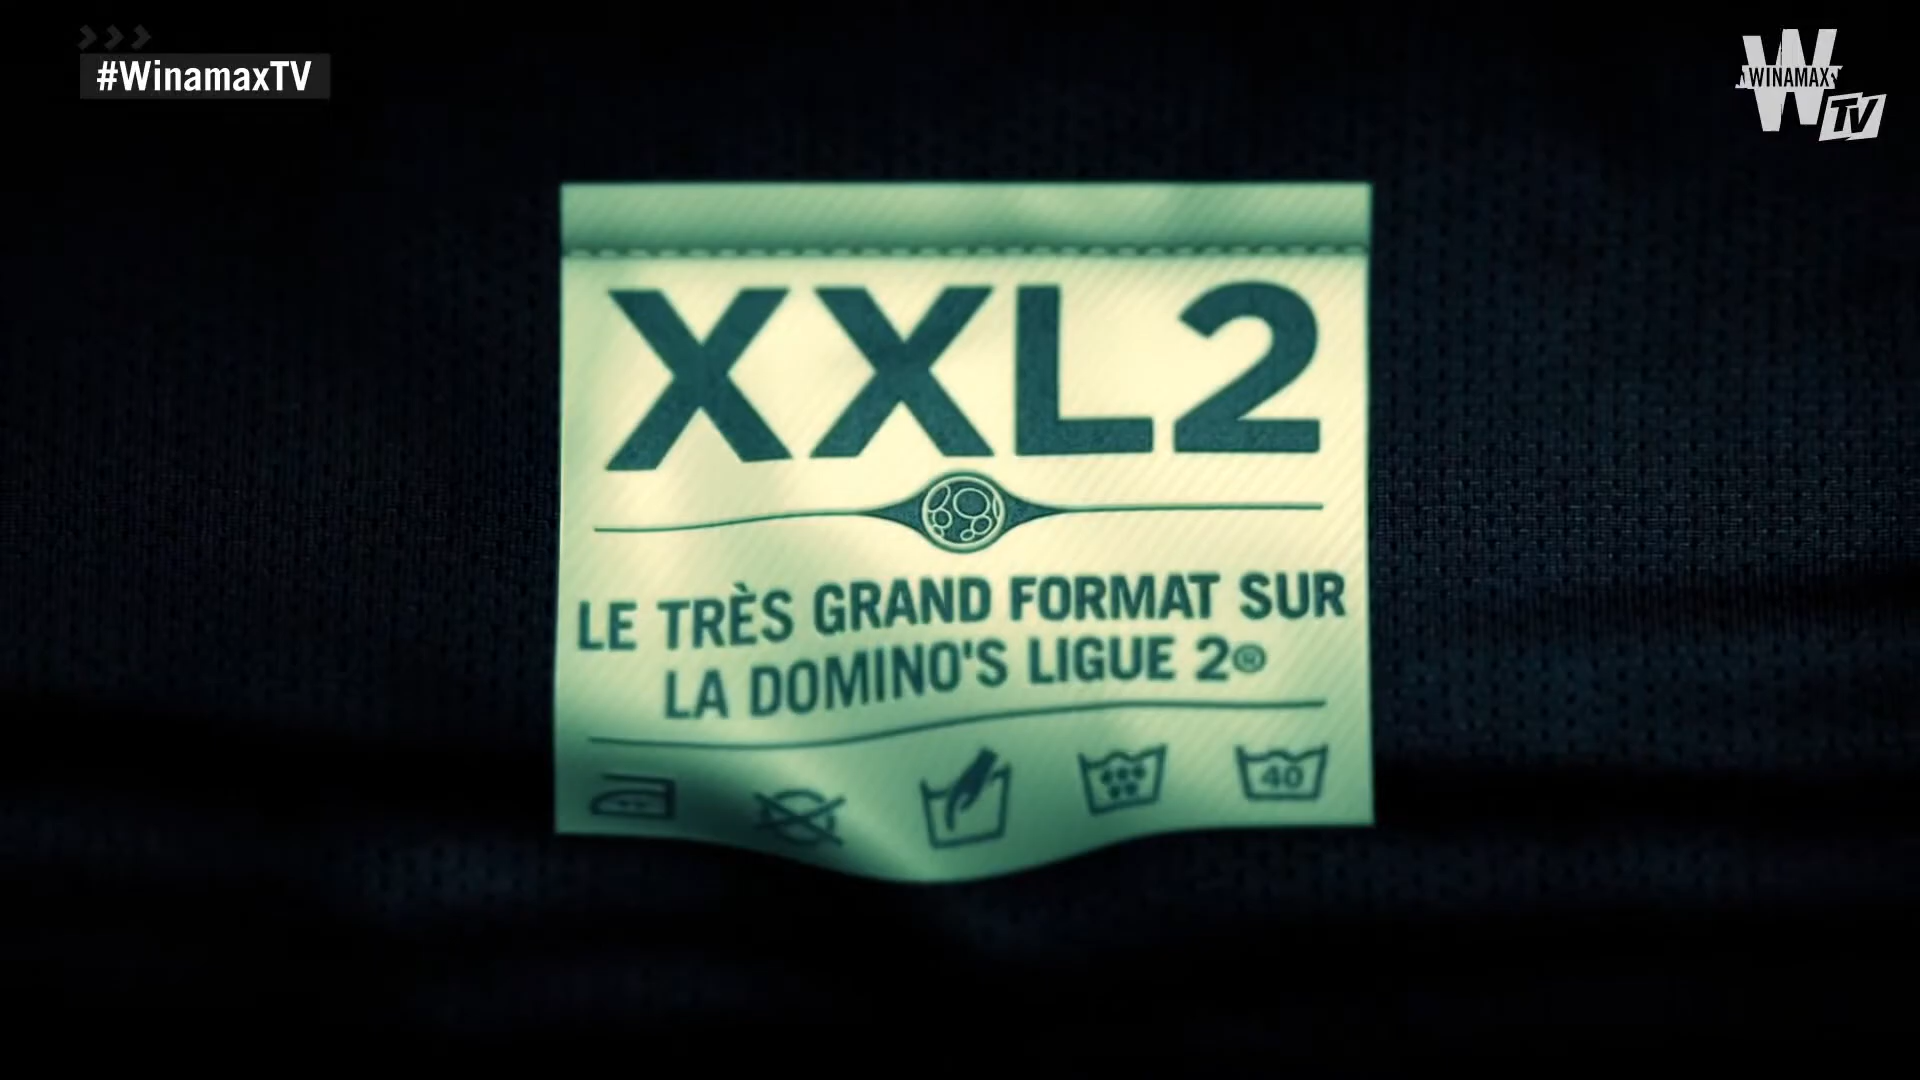 #WinamaxTV
WINAMAX
TV
XXL2
LE TRÈS GRAND FORMAT SUR
LA DOMINO'S LIGUE 2®
40